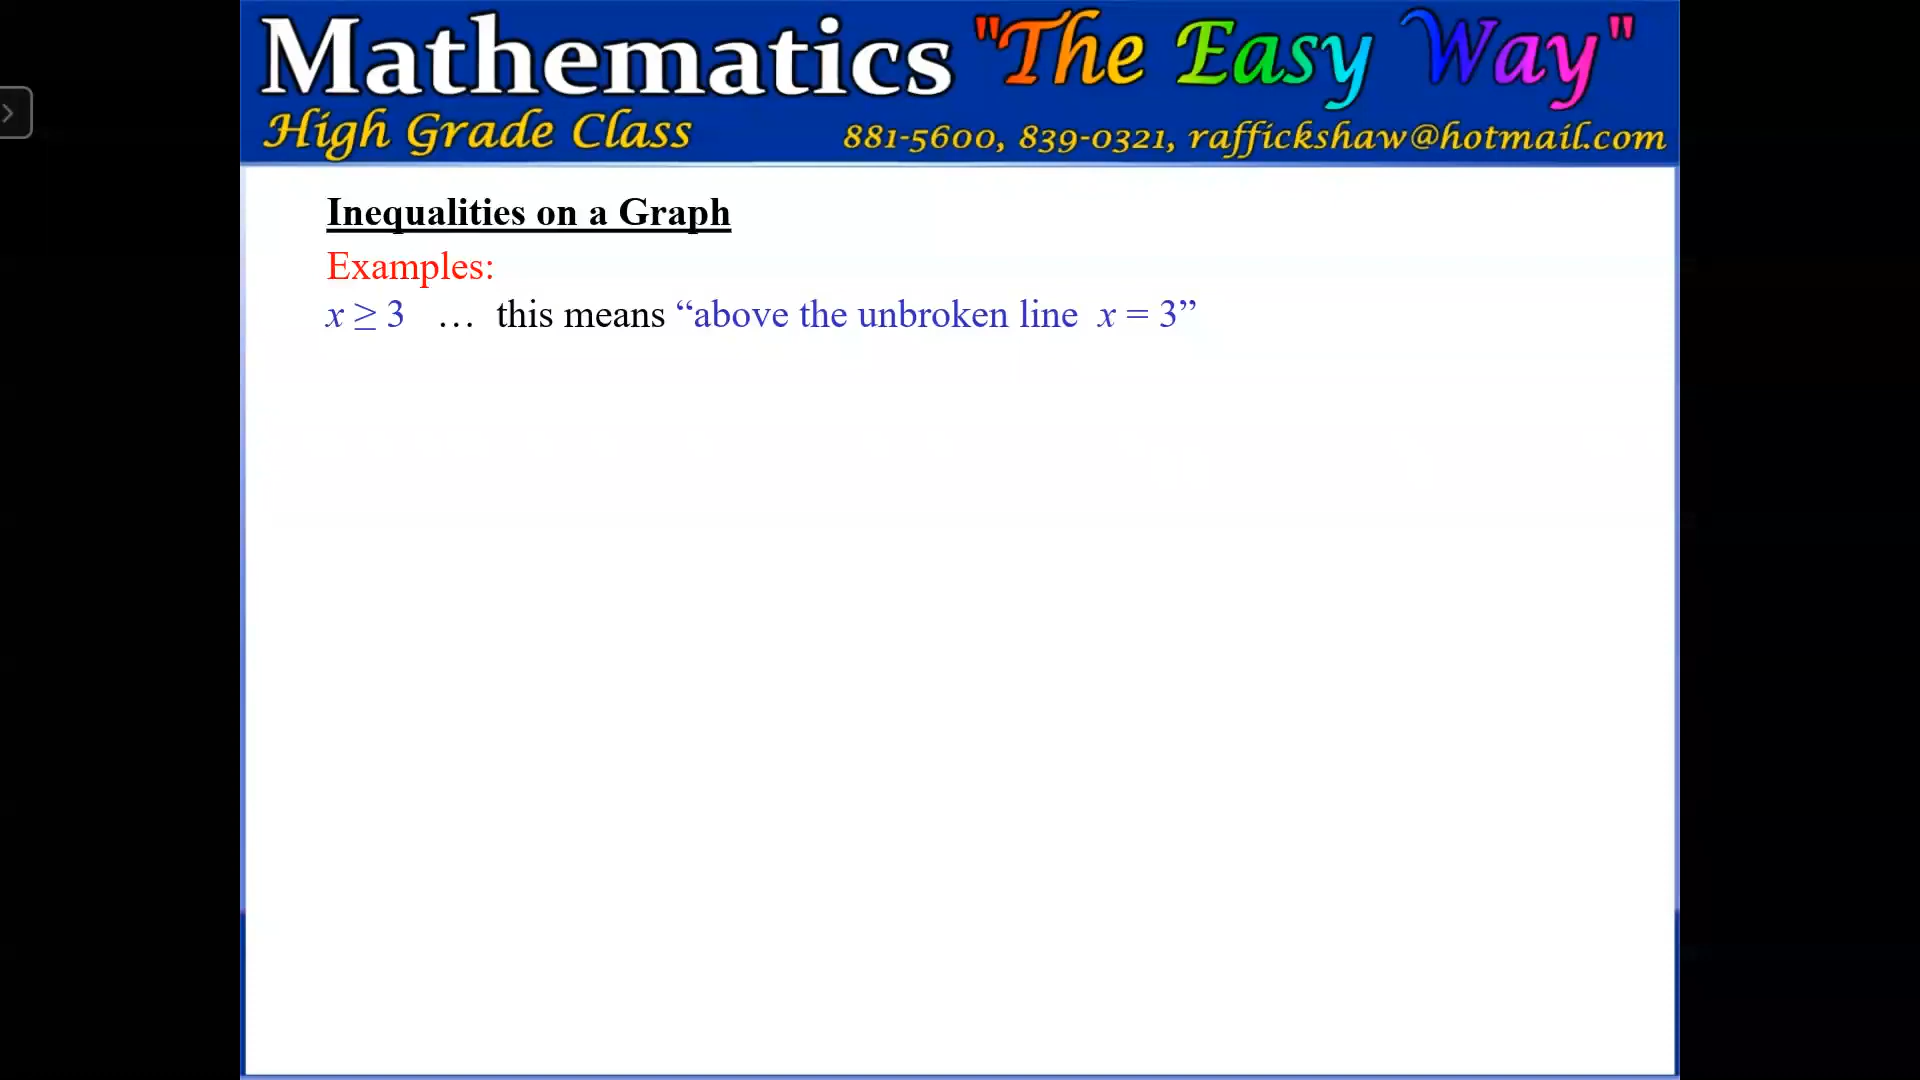 Mathematics "The Easy Way"
High Grade Class 881-5600, 839-0321, raffickshaw@hotmail.com
Inequalities on a Graph
Examples:
x ≥ 3 … this means “above the unbroken line x = 3”